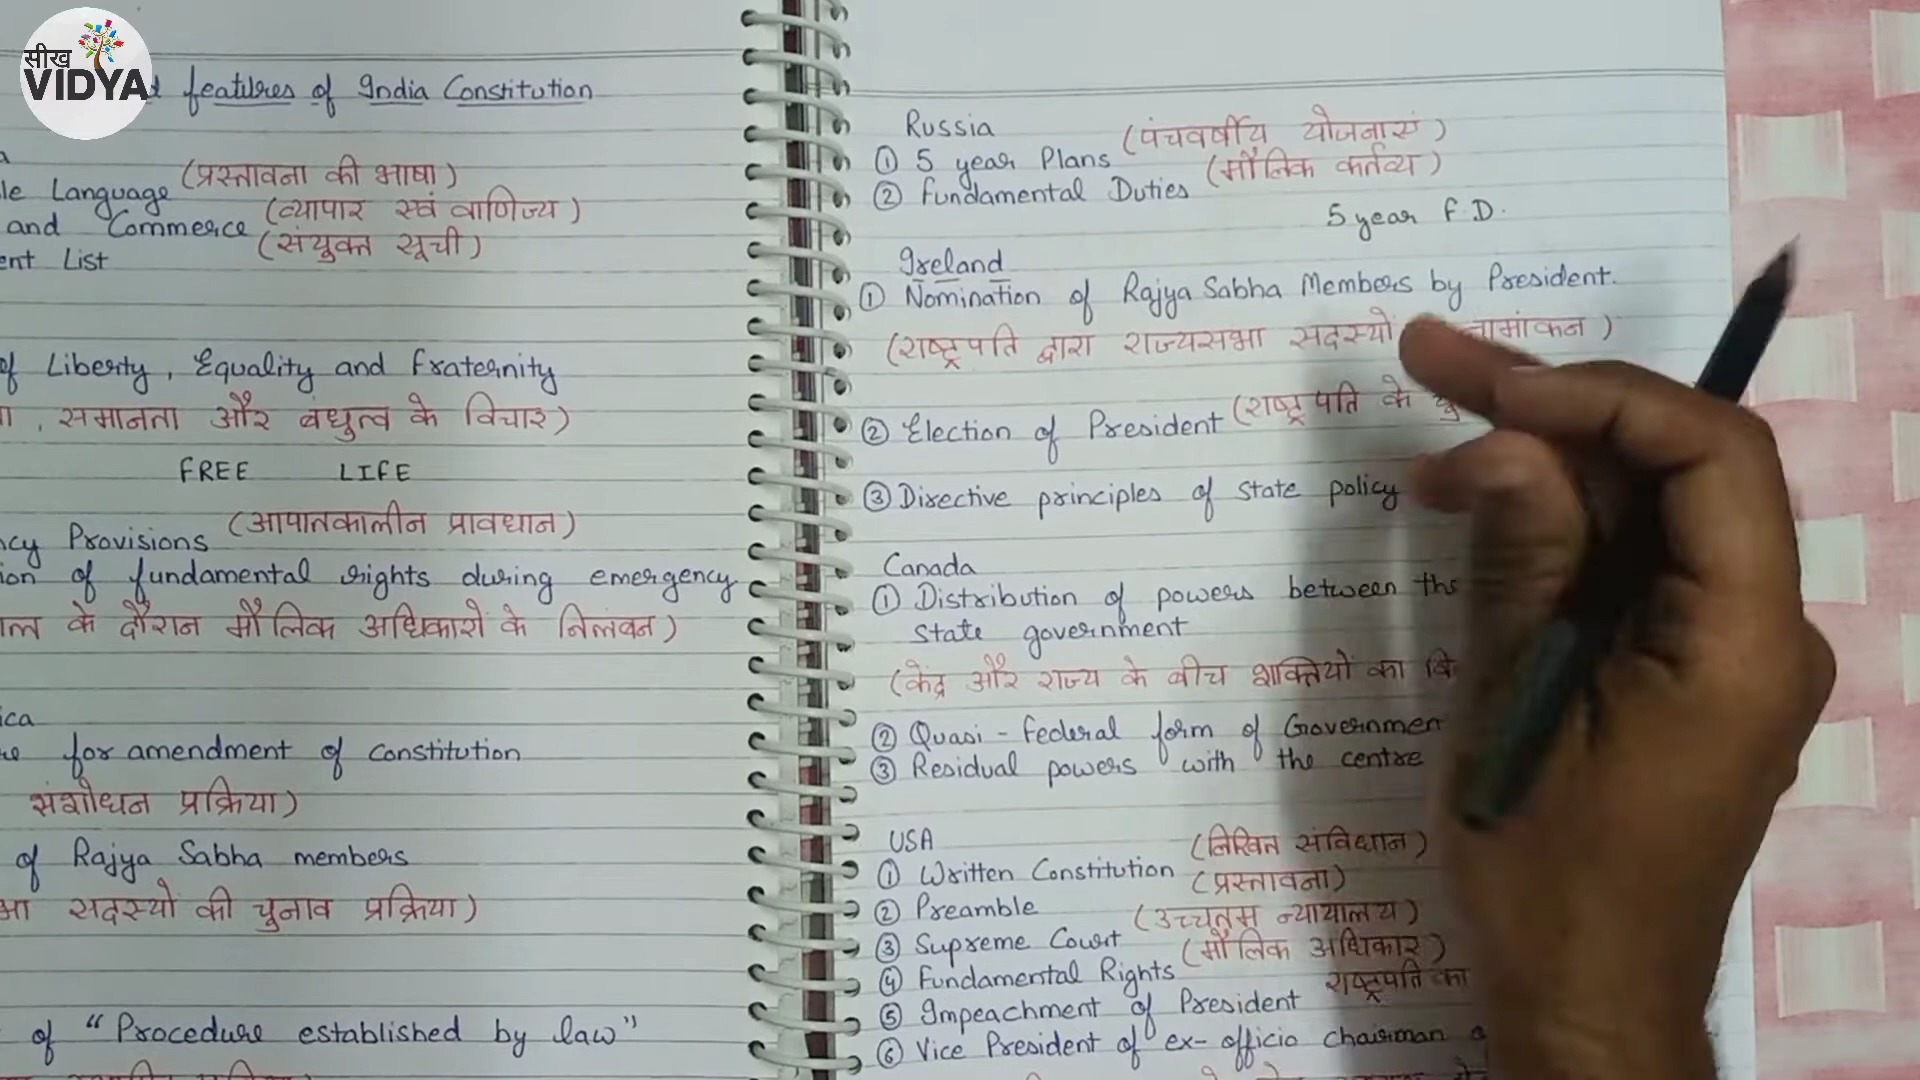 सीख
VIDYA
features of India Constitution
Language (प्रस्तावना की भाषा)
and Commerce (व्यापार एवं वाणिज्य)
List (संयुक्त सूची)
of Liberty, Equality and Fraternity
, समानता और बंधुत्व के विचार)
FREE LIFE
Provisions (आपातकालीन प्रावधान)
of fundamental rights during emergency
के दौरान मौलिक अधिकारों के निलंबन)
for amendment of constitution
संशोधन प्रक्रिया)
of Rajya Sabha members
सदस्यों की चुनाव प्रक्रिया)
of "Procedure established by law"
Russia
① 5 year Plans (पंचवर्षीय योजनाएं)
② Fundamental Duties (मौलिक कर्तव्य)
5 year F.D.
Ireland
① Nomination of Rajya Sabha Members by President.
(राष्ट्रपति द्वारा राज्यसभा सदस्यों नामांकन)
② Election of President (राष्ट्रपति के
③ Directive principles of state policy
Canada
① Distribution of powers between the
state government
(केंद्र और राज्य के बीच शक्तियों का
② Quasi - Federal form of Governmen
③ Residual powers with the centre
USA
① Written Constitution (लिखित संविधान)
② Preamble (प्रस्तावना)
③ Supreme Court (उच्चतम न्यायालय)
④ Fundamental Rights (मौलिक अधिकार)
⑤ Impeachment of President राष्ट्रपति का
⑥ Vice President of ex-officio chairman